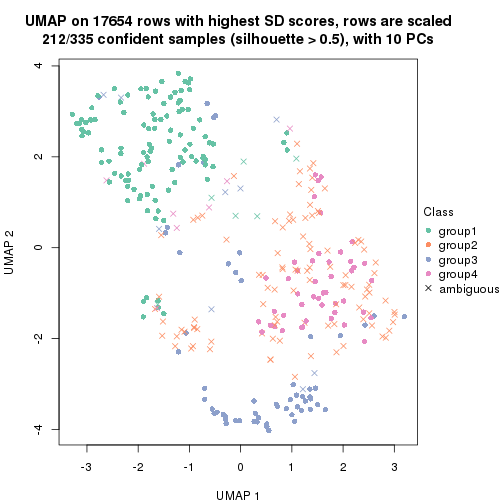 UMAP on 17654 rows with highest SD scores, rows are scaled
212/335 confident samples (silhouette > 0.5), with 10 PCs
4
2
0
-2
-4
UMAP 2
-3
-2
-1
0
1
2
3
UMAP 1
Class
group1
group2
group3
group4
ambiguous